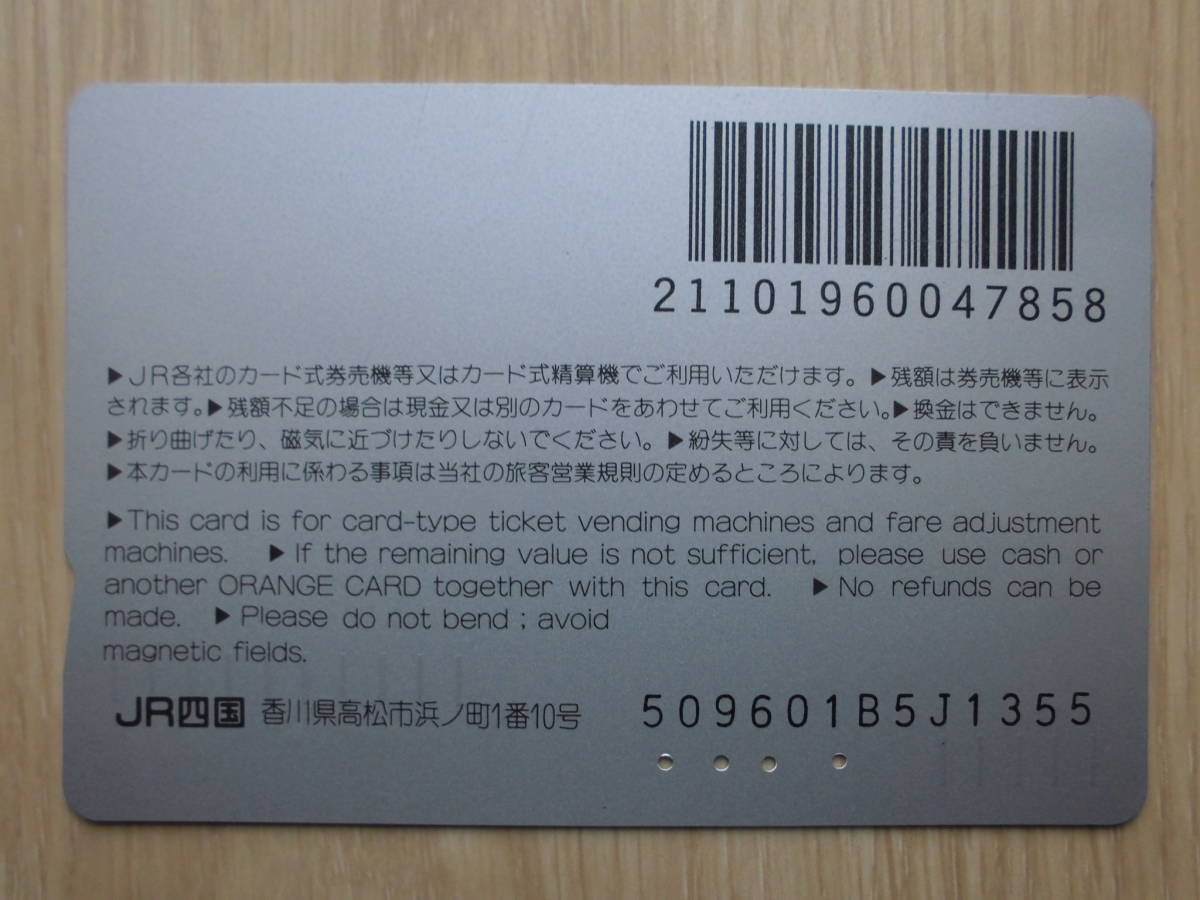 21101960047858
▶JR各社のカード式券売機等又はカード式精算機でご利用いただけます。▶残額は券売機等に表示
されます。▶残額不足の場合は現金又は別のカードをあわせてご利用ください。▶換金はできません。
▶折り曲げたり、磁気に近づけたりしないでください。▶紛失等に対しては、その責を負いません。
▶本カードの利用に係わる事項は当社の旅客営業規則の定めるところによります。
▶This card is for card-type ticket vending machines and fare adjustment
machines. ▶If the remaining value is not sufficient, please use cash or
another ORANGE CARD together with this card. ▶No refunds can be
made. ▶Please do not bend ; avoid
magnetic fields.
JR四国 香川県高松市浜ノ町1番10号 509601B5J1355